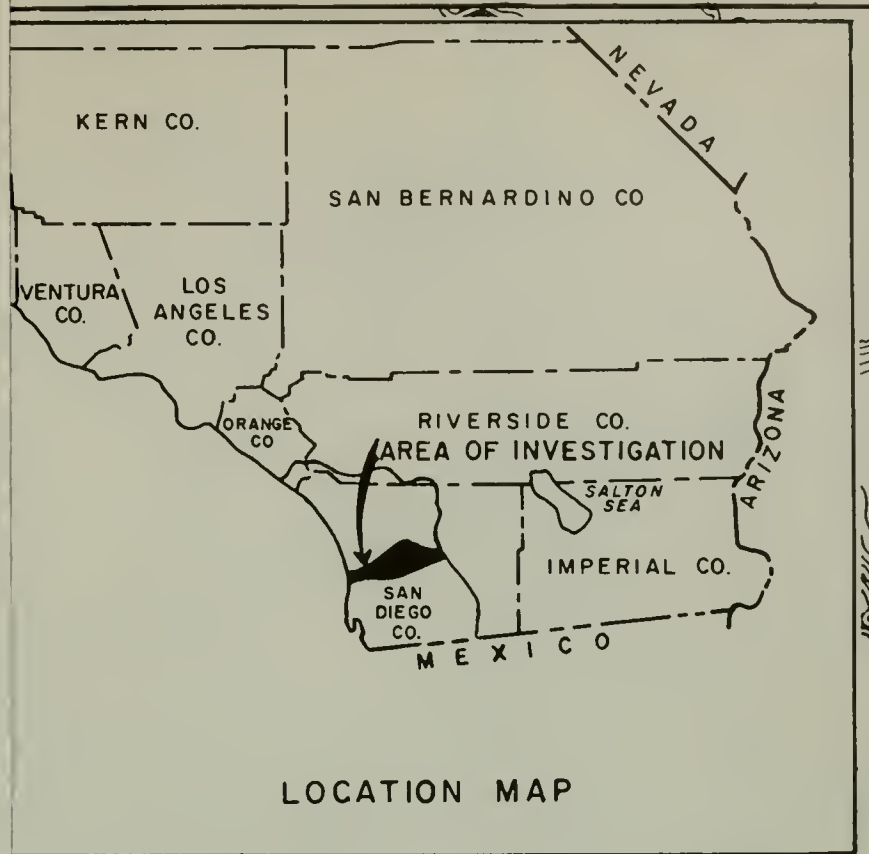 NEVADA
KERN CO.
SAN BERNARDINO CO
VENTURA
CO.
LOS
ANGELES
CO.
ORANGE
CO
RIVERSIDE CO.
AREA OF INVESTIGATION
ARIZONA
SALTON
SEA
IMPERIAL CO.
SAN
DIEGO
CO.
MEXICO
LOCATION MAP